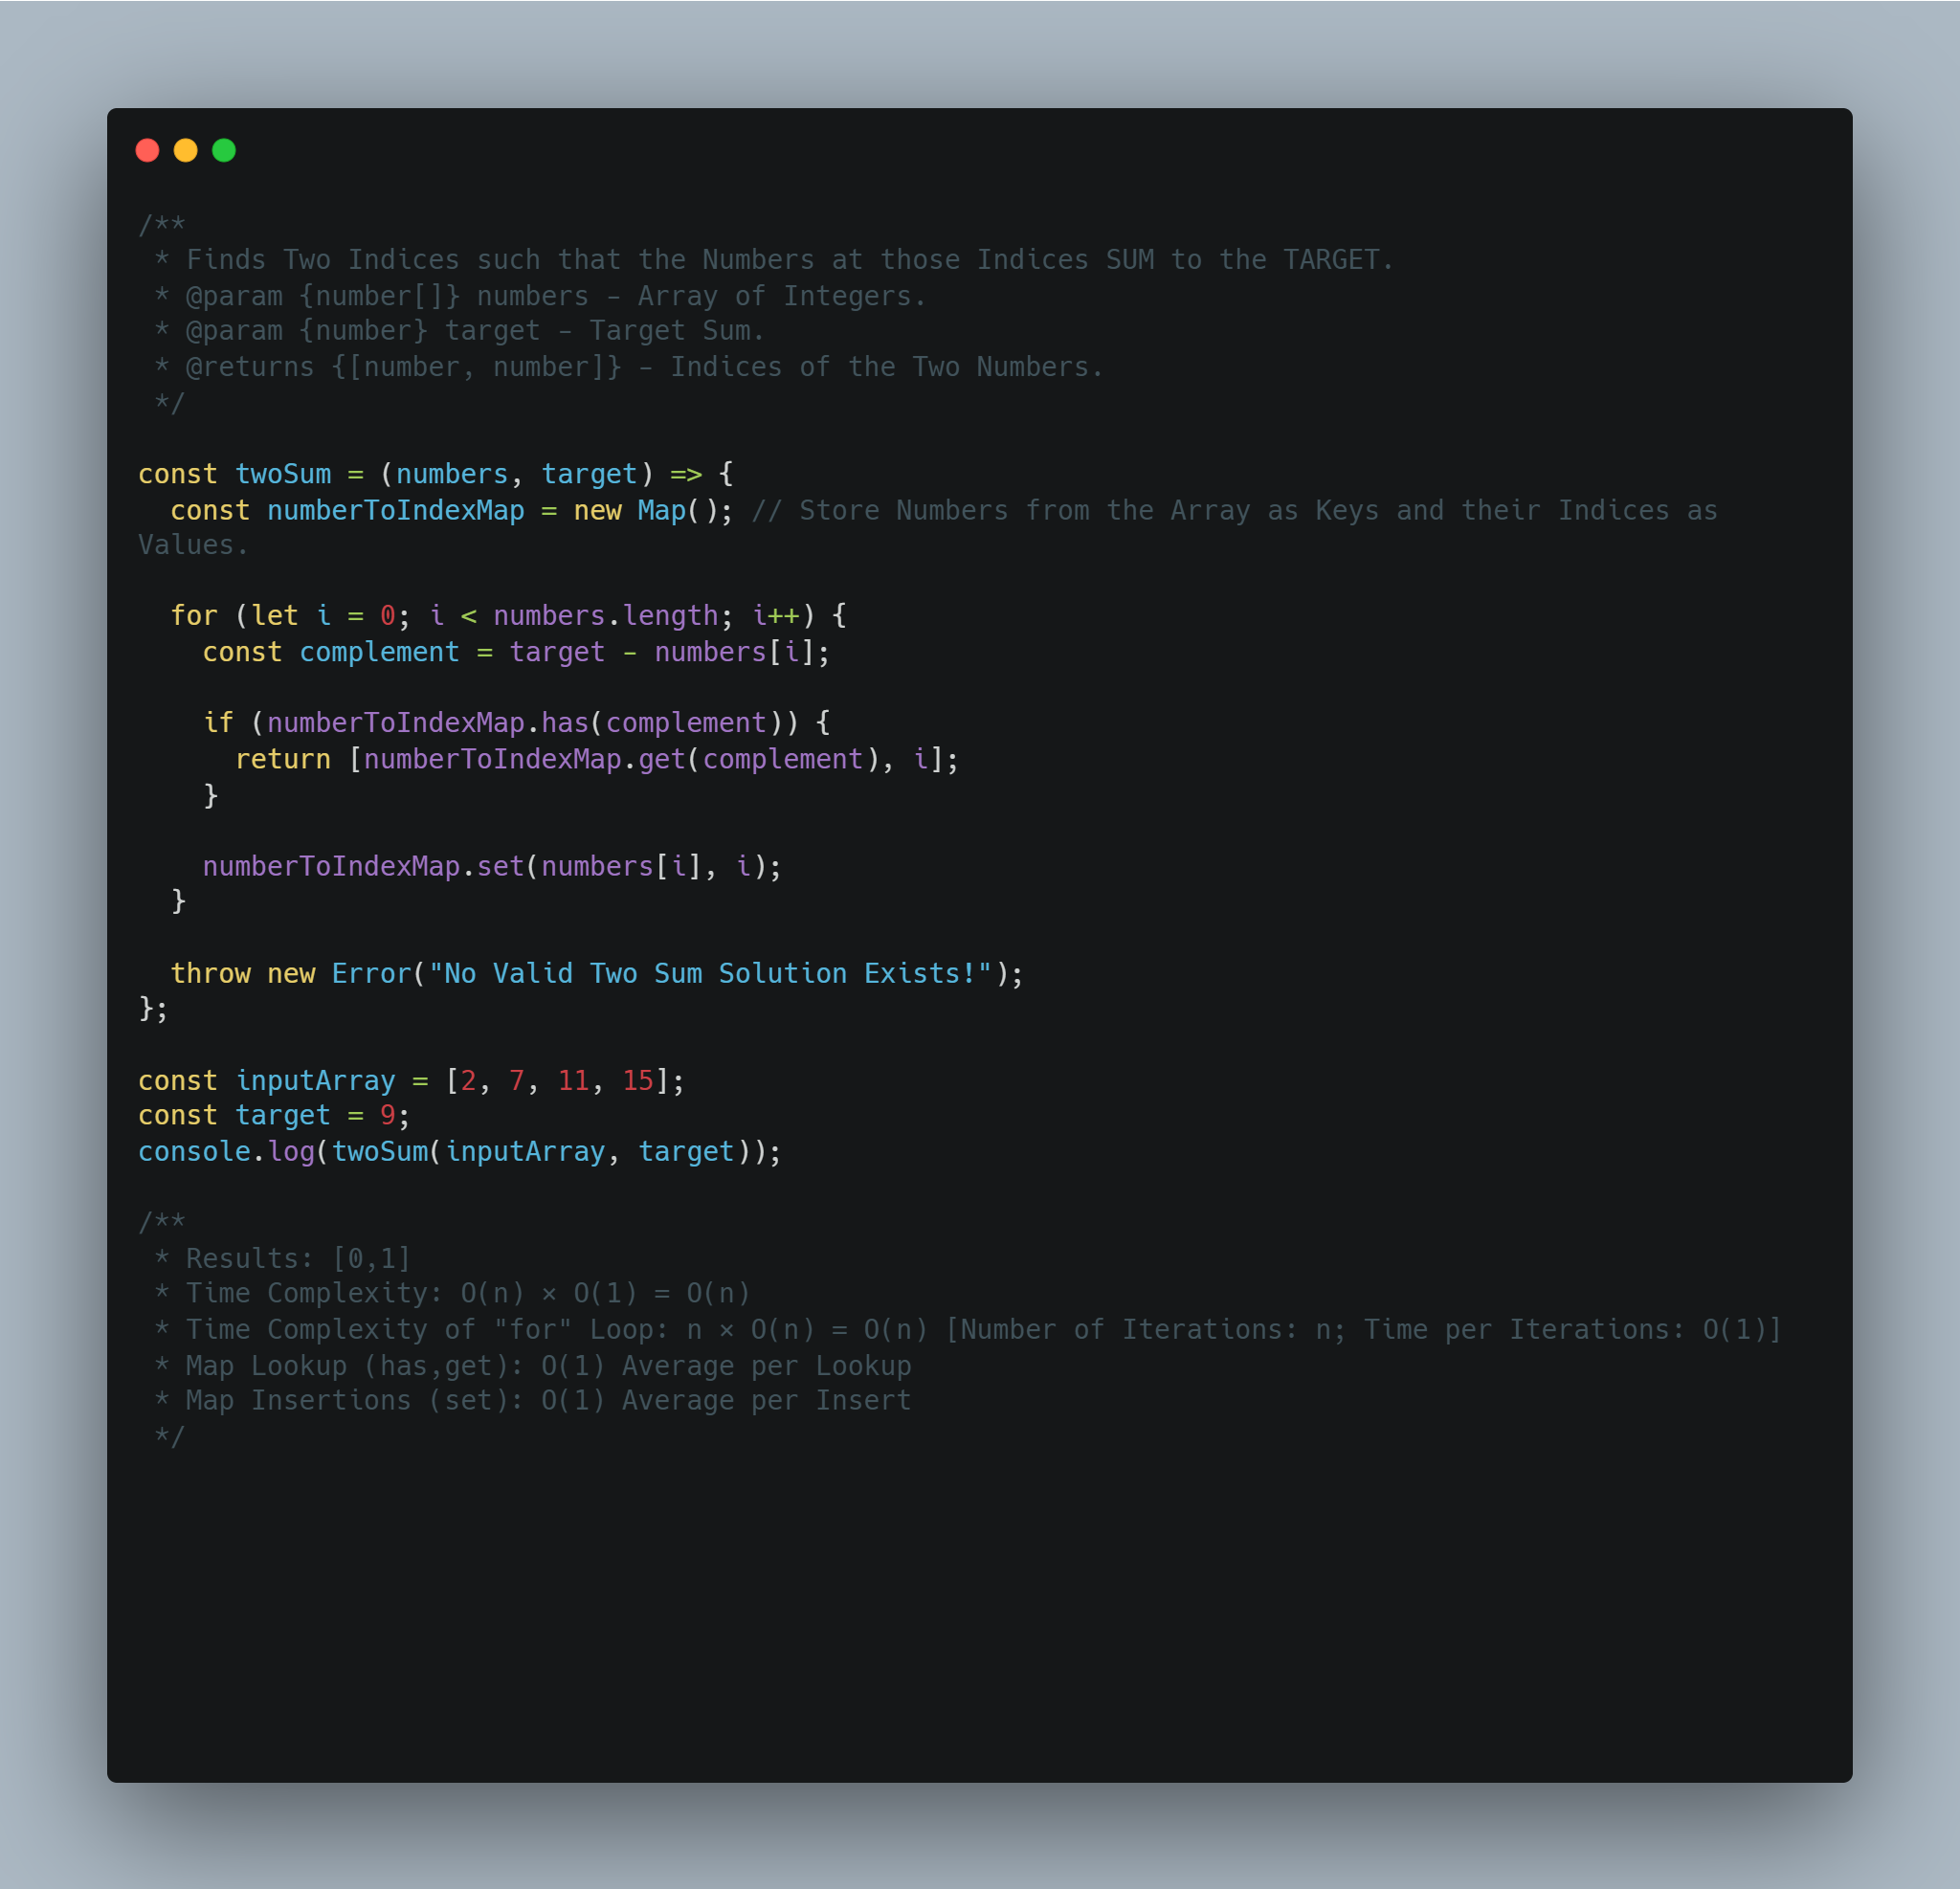 /**
 * Finds Two Indices such that the Numbers at those Indices SUM to the TARGET.
 * @param {number[]} numbers - Array of Integers.
 * @param {number} target - Target Sum.
 * @returns {[number, number]} - Indices of the Two Numbers.
 */

const twoSum = (numbers, target) => {
  const numberToIndexMap = new Map(); // Store Numbers from the Array as Keys and their Indices as
Values.

  for (let i = 0; i < numbers.length; i++) {
    const complement = target - numbers[i];

    if (numberToIndexMap.has(complement)) {
      return [numberToIndexMap.get(complement), i];
    }

    numberToIndexMap.set(numbers[i], i);
  }

  throw new Error("No Valid Two Sum Solution Exists!");
};

const inputArray = [2, 7, 11, 15];
const target = 9;
console.log(twoSum(inputArray, target));

/**
 * Results: [0,1]
 * Time Complexity: O(n) × O(1) = O(n)
 * Time Complexity of "for" Loop: n × O(n) = O(n) [Number of Iterations: n; Time per Iterations: O(1)]
 * Map Lookup (has,get): O(1) Average per Lookup
 * Map Insertions (set): O(1) Average per Insert
 */